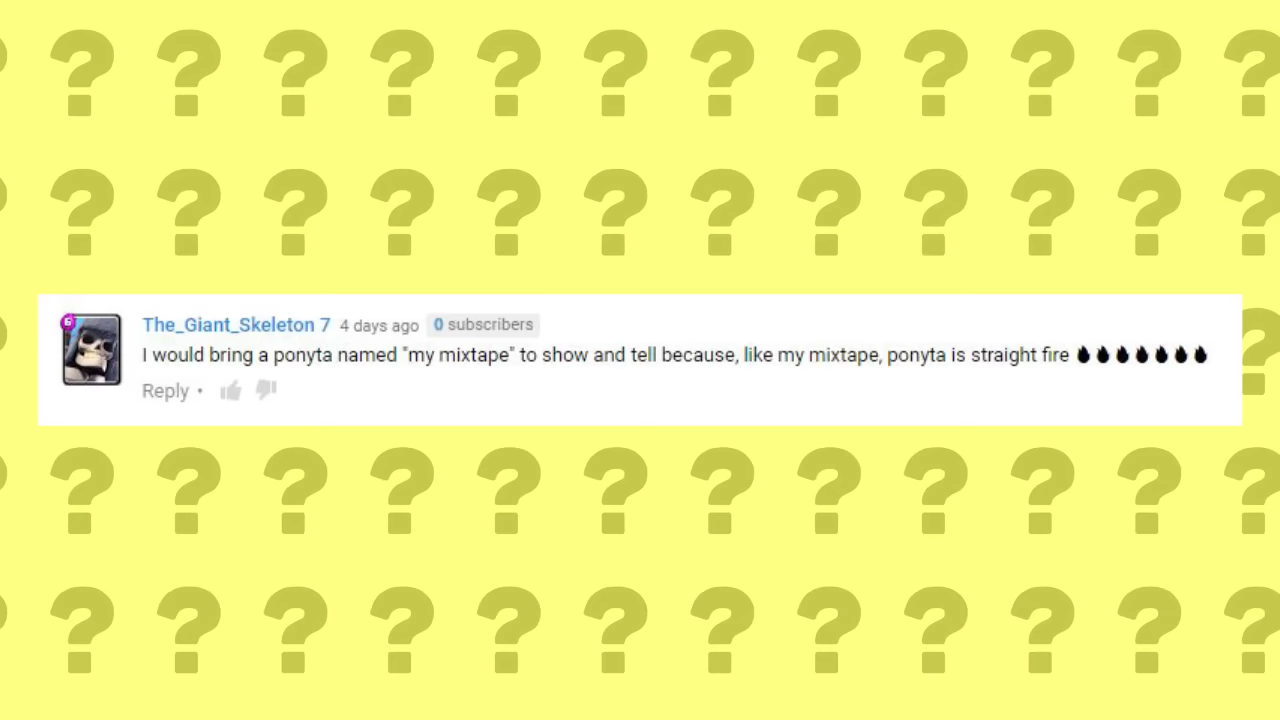 The_Giant_Skeleton 7 4 days ago 0 subscribers
I would bring a ponyta named "my mixtape" to show and tell because, like my mixtape, ponyta is straight fire 🔥🔥🔥🔥🔥🔥🔥
Reply •